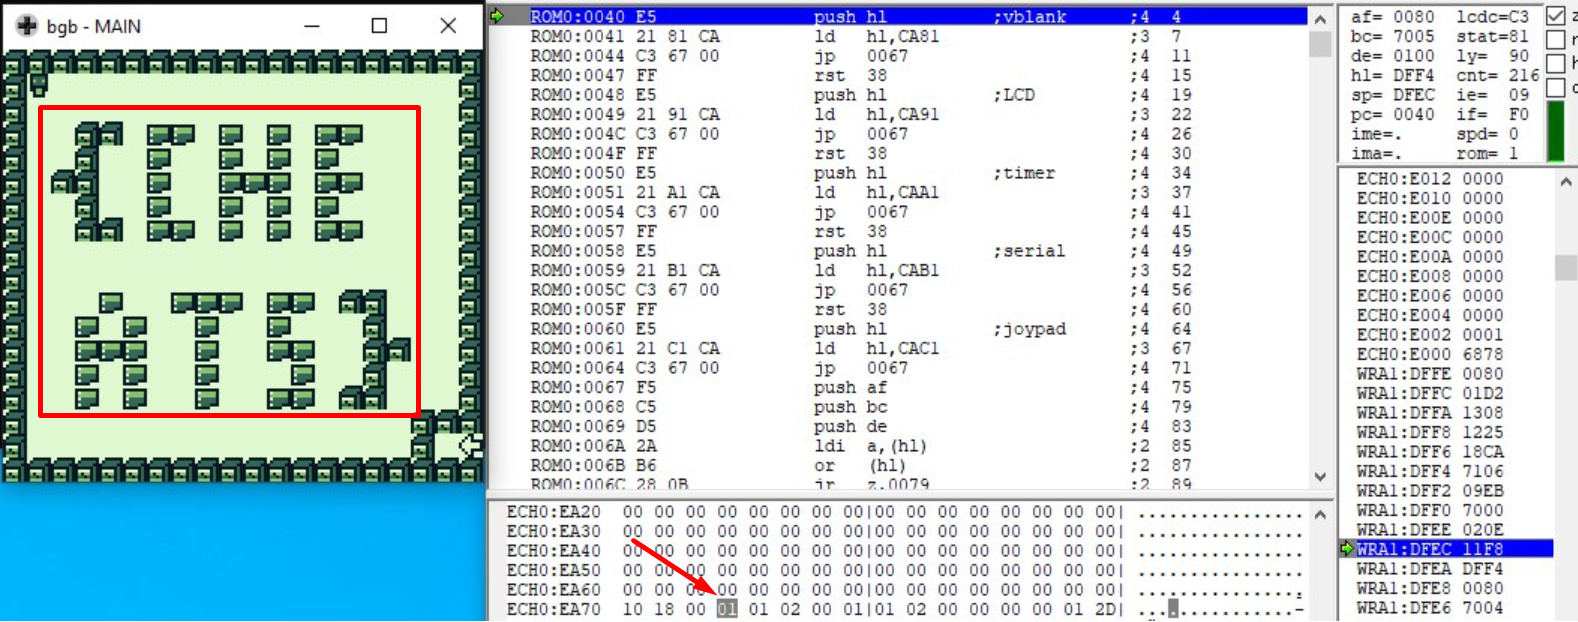 bgb - MAIN
{CHE
ATS}
ROM0:0040 E5 push hl ;vblank ;4 4
ROM0:0041 21 81 CA ld hl,CA81 ;3 7
ROM0:0044 C3 67 00 jp 0067 ;4 11
ROM0:0047 FF rst 38 ;4 15
ROM0:0048 E5 push hl ;LCD ;4 19
ROM0:0049 21 91 CA ld hl,CA91 ;3 22
ROM0:004C C3 67 00 jp 0067 ;4 26
ROM0:004F FF rst 38 ;4 30
ROM0:0050 E5 push hl ;timer ;4 34
ROM0:0051 21 A1 CA ld hl,CAA1 ;3 37
ROM0:0054 C3 67 00 jp 0067 ;4 41
ROM0:0057 FF rst 38 ;4 45
ROM0:0058 E5 push hl ;serial ;4 49
ROM0:0059 21 B1 CA ld hl,CAB1 ;3 52
ROM0:005C C3 67 00 jp 0067 ;4 56
ROM0:005F FF rst 38 ;4 60
ROM0:0060 E5 push hl ;joypad ;4 64
ROM0:0061 21 C1 CA ld hl,CAC1 ;3 67
ROM0:0064 C3 67 00 jp 0067 ;4 71
ROM0:0067 F5 push af ;4 75
ROM0:0068 C5 push bc ;4 79
ROM0:0069 D5 push de ;4 83
ROM0:006A 2A ldi a,(hl) ;2 85
ROM0:006B B6 or (hl) ;2 87
ROM0:006C 28 0B jr z,0079 ;2 89
af= 0080 lcdc=C3
bc= 7005 stat=81
de= 0100 ly= 90
hl= DFF4 cnt= 216
sp= DFEC ie= 09
pc= 0040 if= F0
ime=. spd= 0
ima=. rom= 1
ECH0:E012 0000
ECH0:E010 0000
ECH0:E00E 0000
ECH0:E00C 0000
ECH0:E00A 0000
ECH0:E008 0000
ECH0:E006 0000
ECH0:E004 0000
ECH0:E002 0001
ECH0:E000 6878
WRA1:DFFE 0080
WRA1:DFFC 01D2
WRA1:DFFA 1308
WRA1:DFF8 1225
WRA1:DFF6 18CA
WRA1:DFF4 7106
WRA1:DFF2 09EB
WRA1:DFF0 7000
WRA1:DFEE 020E
WRA1:DFEC 11F8
WRA1:DFEA DFF4
WRA1:DFE8 0080
WRA1:DFE6 7004
ECH0:EA20 00 00 00 00 00 00 00 00|00 00 00 00 00 00 00 00| ................
ECH0:EA30 00 00 00 00 00 00 00 00|00 00 00 00 00 00 00 00| ................
ECH0:EA40 00 00 00 00 00 00 00 00|00 00 00 00 00 00 00 00| ................
ECH0:EA50 00 00 00 00 00 00 00 00|00 00 00 00 00 00 00 00| ................
ECH0:EA60 00 00 00 00 00 00 00 00|00 00 00 00 00 00 00 00| ................
ECH0:EA70 10 18 00 01 01 02 00 01|01 02 00 00 00 00 01 2D| ...............-